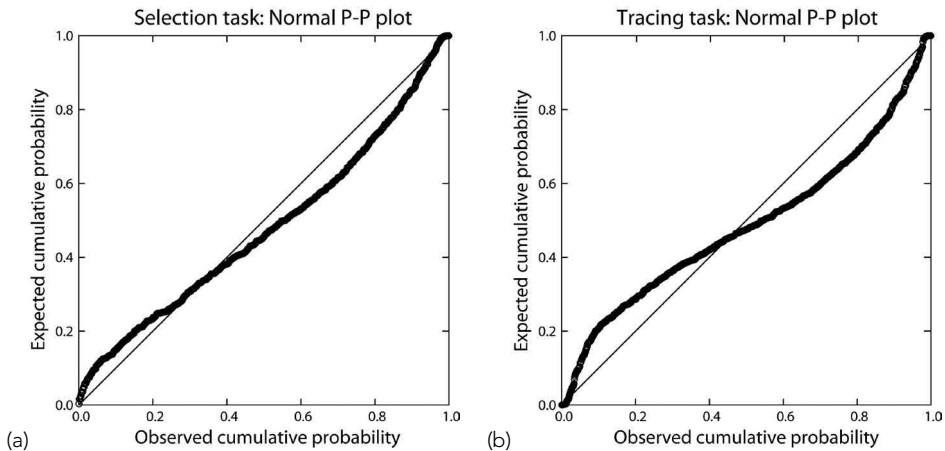 Selection task: Normal P-P plot
1.0
0.8
0.6
0.4
0.2
0.0
0.0 0.2 0.4 0.6 0.8 1.0
Expected cumulative probability
Observed cumulative probability
(a)
Tracing task: Normal P-P plot
1.0
0.8
0.6
0.4
0.2
0.0
0.0 0.2 0.4 0.6 0.8 1.0
Expected cumulative probability
Observed cumulative probability
(b)